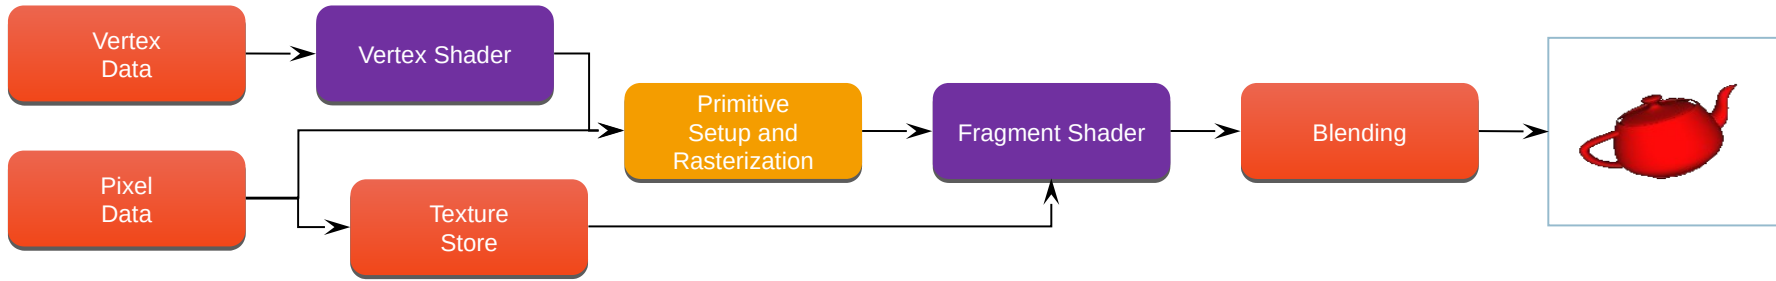 Vertex
Data
Vertex Shader
Primitive
Setup and
Rasterization
Fragment Shader
Blending
Pixel
Data
Texture
Store